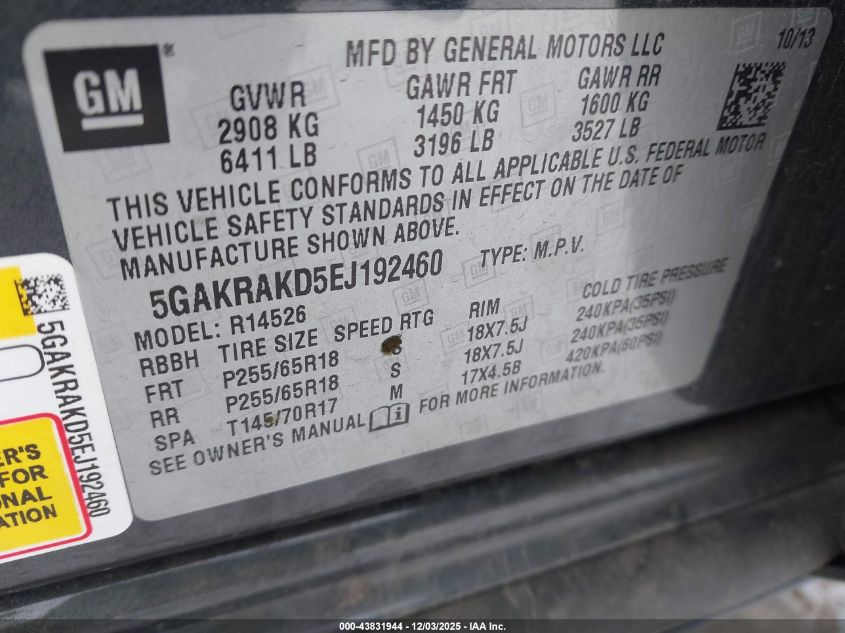 GM
®
MFD BY GENERAL MOTORS LLC
10/13
GVWR
2908 KG
6411 LB
GAWR FRT
1450 KG
3196 LB
GAWR RR
1600 KG
3527 LB
THIS VEHICLE CONFORMS TO ALL APPLICABLE U.S. FEDERAL MOTOR
VEHICLE SAFETY STANDARDS IN EFFECT ON THE DATE OF
MANUFACTURE SHOWN ABOVE.
5GAKRAKD5EJ192460 TYPE: M.P.V.
MODEL: R14526
RBBH TIRE SIZE SPEED RTG RIM COLD TIRE PRESSURE
FRT P255/65R18 S 18X7.5J 240KPA(35PSI)
RR P255/65R18 S 18X7.5J 240KPA(35PSI)
SPA T145/70R17 M 17X4.5B 420KPA(60PSI)
SEE OWNER'S MANUAL FOR MORE INFORMATION.
5GAKRAKD5EJ192460
ER'S
FOR
ONAL
ATION
000-43831944 - 12/03/2025 - IAA Inc.